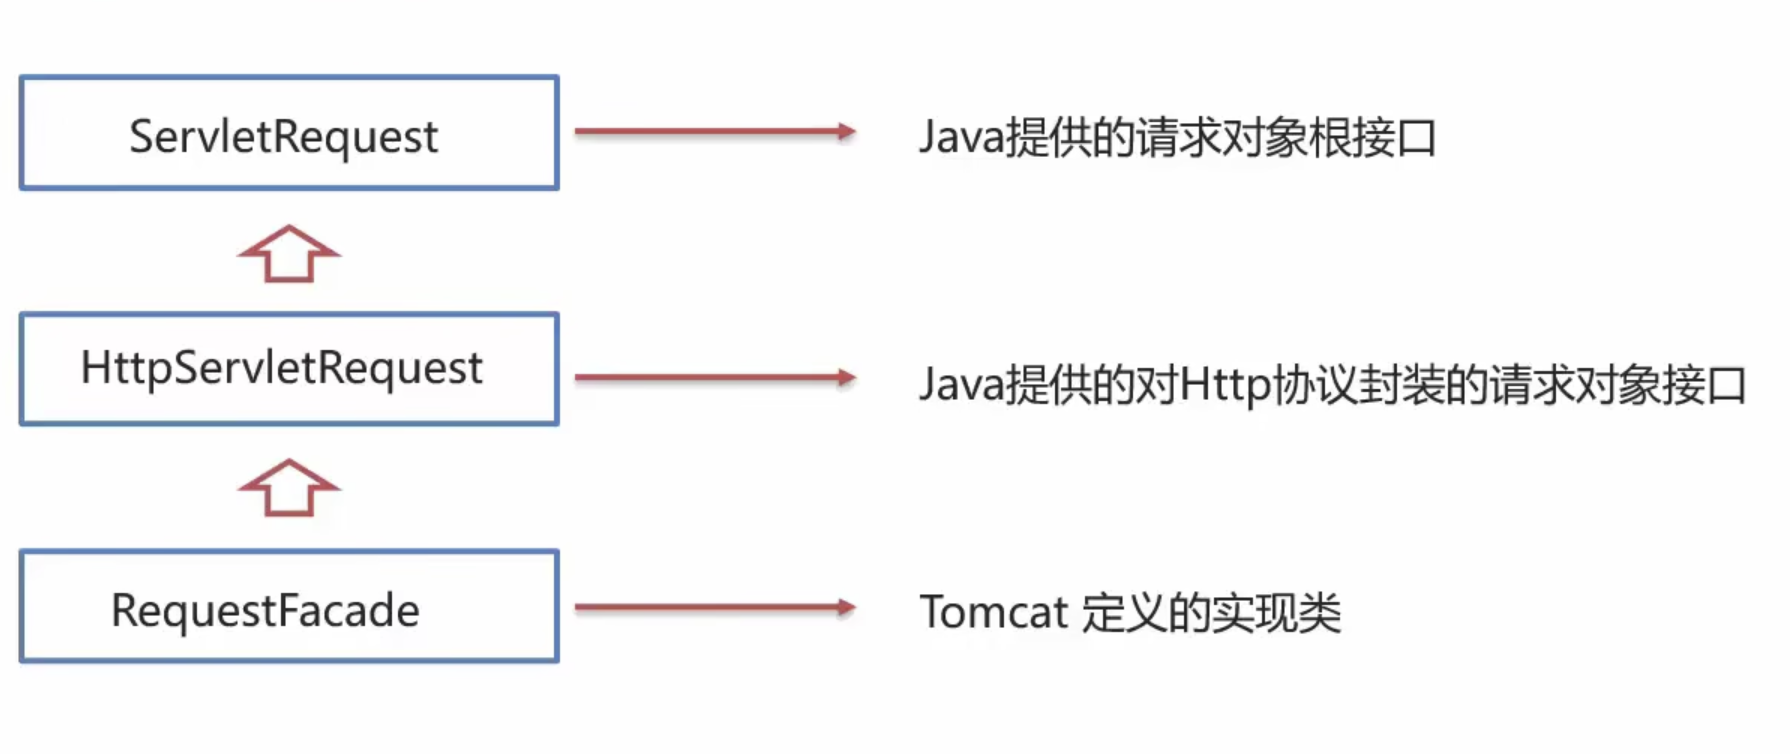 ServletRequest
Java提供的请求对象根接口
HttpServletRequest
Java提供的对Http协议封装的请求对象接口
RequestFacade
Tomcat 定义的实现类